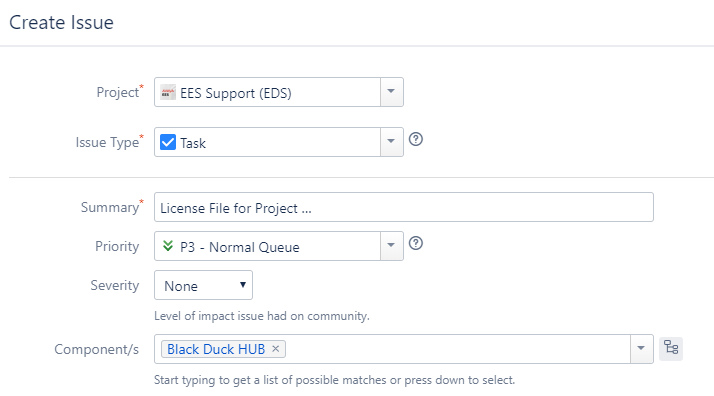 Create Issue
Project* EES Support (EDS)
Issue Type* Task
Summary* License File for Project ...
Priority P3 - Normal Queue
Severity None
Level of impact issue had on community.
Component/s Black Duck HUB
Start typing to get a list of possible matches or press down to select.